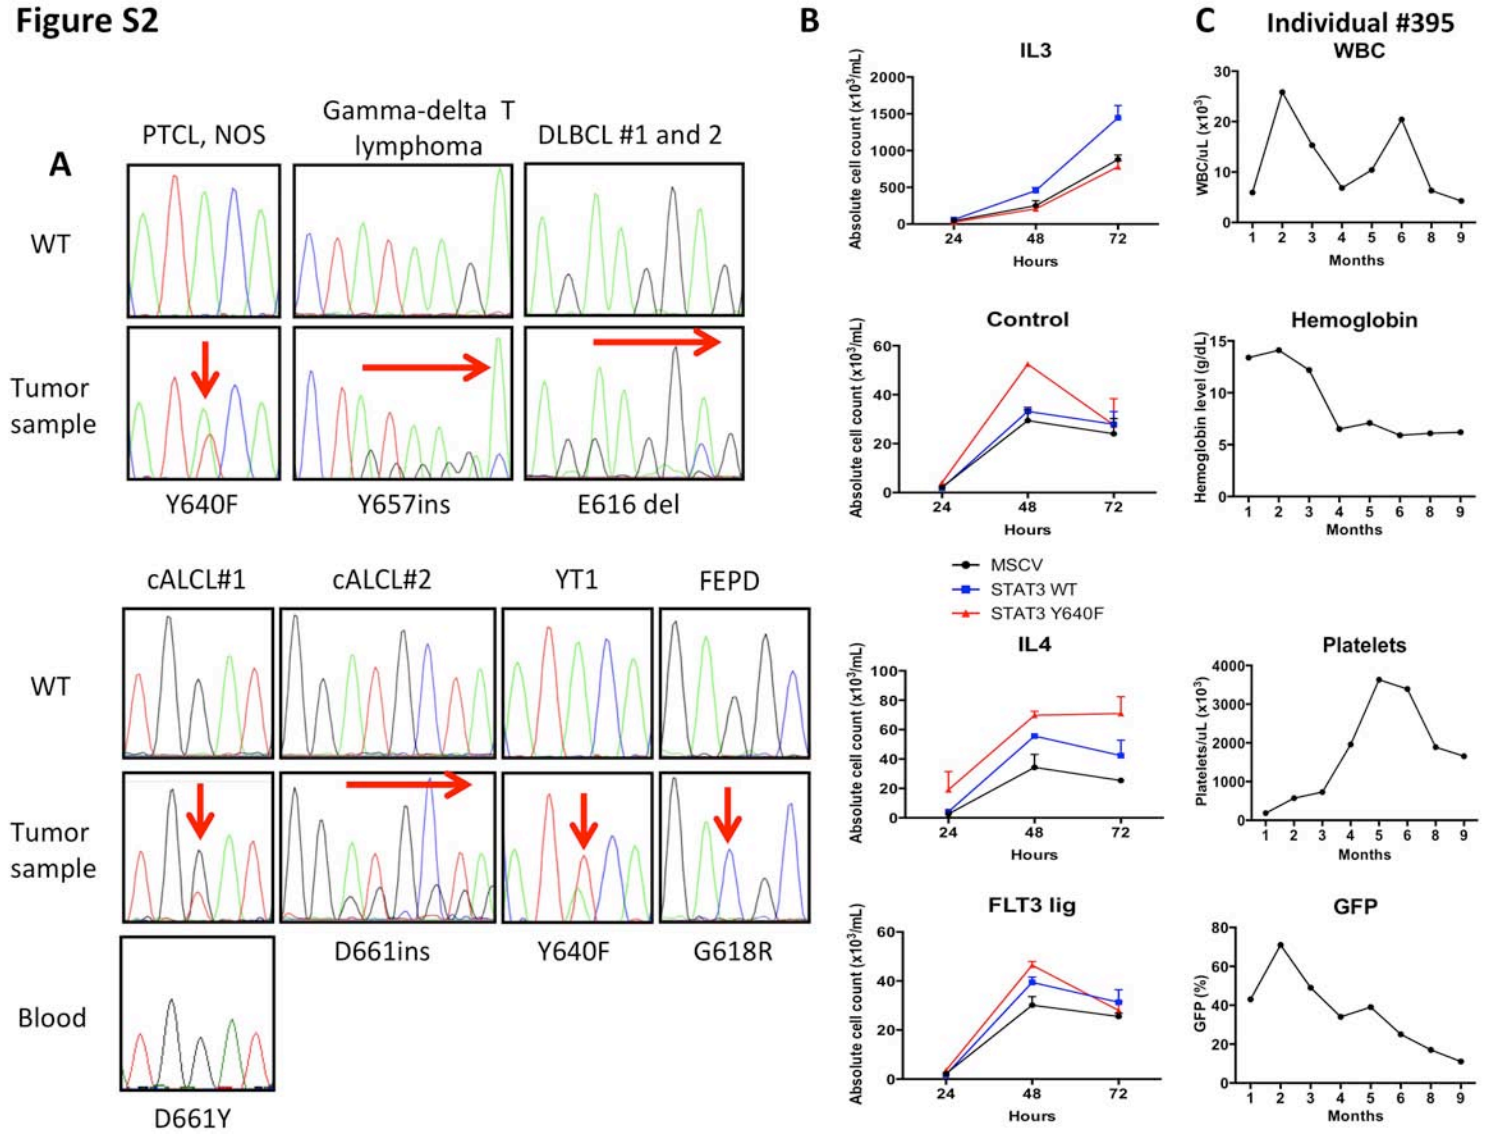 Figure S2
A
PTCL, NOS
Gamma-delta T
lymphoma
DLBCL #1 and 2
WT
Tumor
sample
Y640F
Y657ins
E616 del
cALCL#1
cALCL#2
YT1
FEPD
WT
Tumor
sample
D661ins
Y640F
G618R
Blood
D661Y
B
IL3
Absolute cell count (x10³/mL)
2000
1500
1000
500
0
24 48 72
Hours
Control
Absolute cell count (x10³/mL)
60
40
20
0
24 48 72
Hours
MSCV
STAT3 WT
STAT3 Y640F
IL4
Absolute cell count (x10³/mL)
100
80
60
40
20
0
24 48 72
Hours
FLT3 lig
Absolute cell count (x10³/mL)
60
40
20
0
24 48 72
Hours
C
Individual #395
WBC
WBC/uL (x10³)
30
20
10
0
1 2 3 4 5 6 8 9
Months
Hemoglobin
Hemoglobin level (g/dL)
15
10
5
0
1 2 3 4 5 6 8 9
Months
Platelets
Platelets/uL (x10³)
4000
3000
2000
1000
0
1 2 3 4 5 6 8 9
Months
GFP
GFP (%)
80
60
40
20
0
1 2 3 4 5 6 8 9
Months